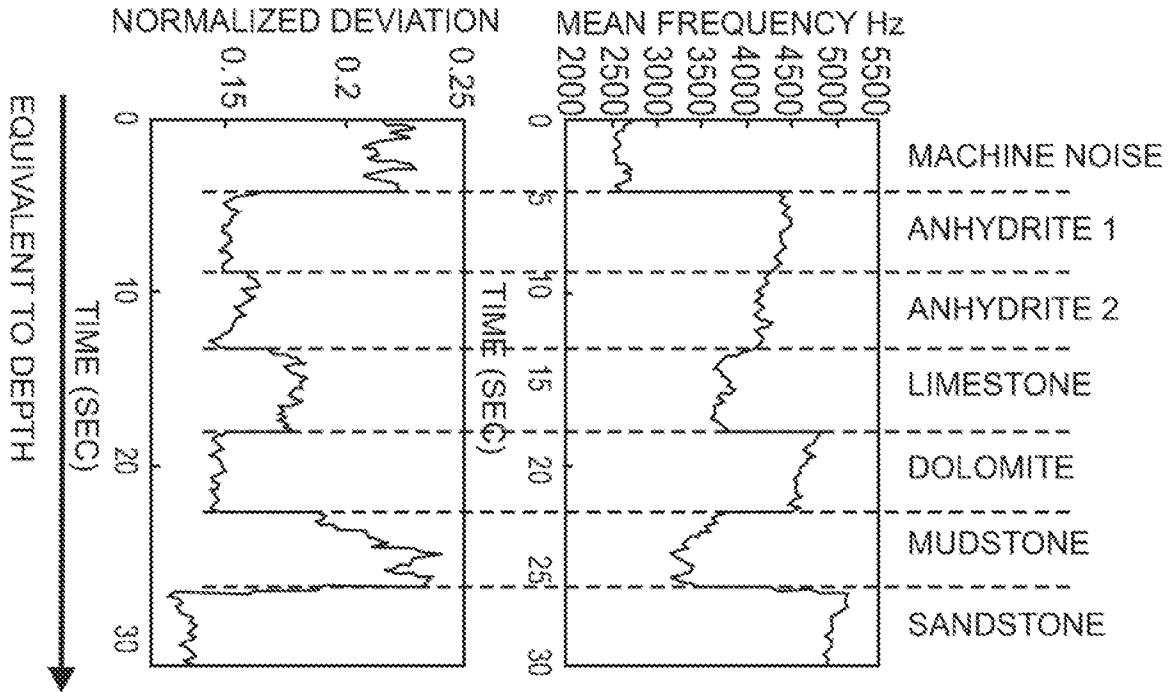 NORMALIZED DEVIATION
0.15
0.2
0.25
MEAN FREQUENCY Hz
2000
2500
3000
3500
4000
4500
5000
5500
EQUIVALENT TO DEPTH
TIME (SEC)
0
10
20
30
TIME (SEC)
0
5
10
15
20
25
30
MACHINE NOISE
ANHYDRITE 1
ANHYDRITE 2
LIMESTONE
DOLOMITE
MUDSTONE
SANDSTONE